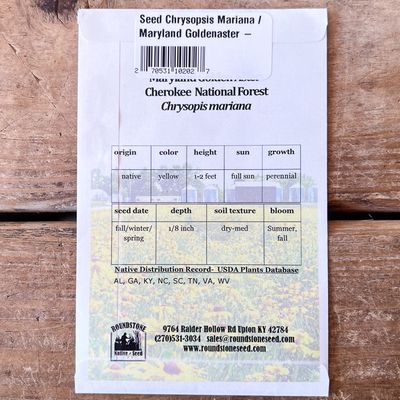 Seed Chrysopsis Mariana /
Maryland Goldenaster –
2 70531 10202 7
Maryland Golden Aster
Cherokee National Forest
Chrysopis mariana
origin color height sun growth
native yellow 1-2 feet full sun perennial
seed date depth soil texture bloom
fall/winter/ 1/8 inch dry-med Summer,
spring fall
Native Distribution Record- USDA Plants Database
AL, GA, KY, NC, SC, TN, VA, WV
ROUNDSTONE
Native Seed
9764 Raider Hollow Rd Upton KY 42784
(270)531-3034 sales@roundstoneseed.com
www.roundstoneseed.com